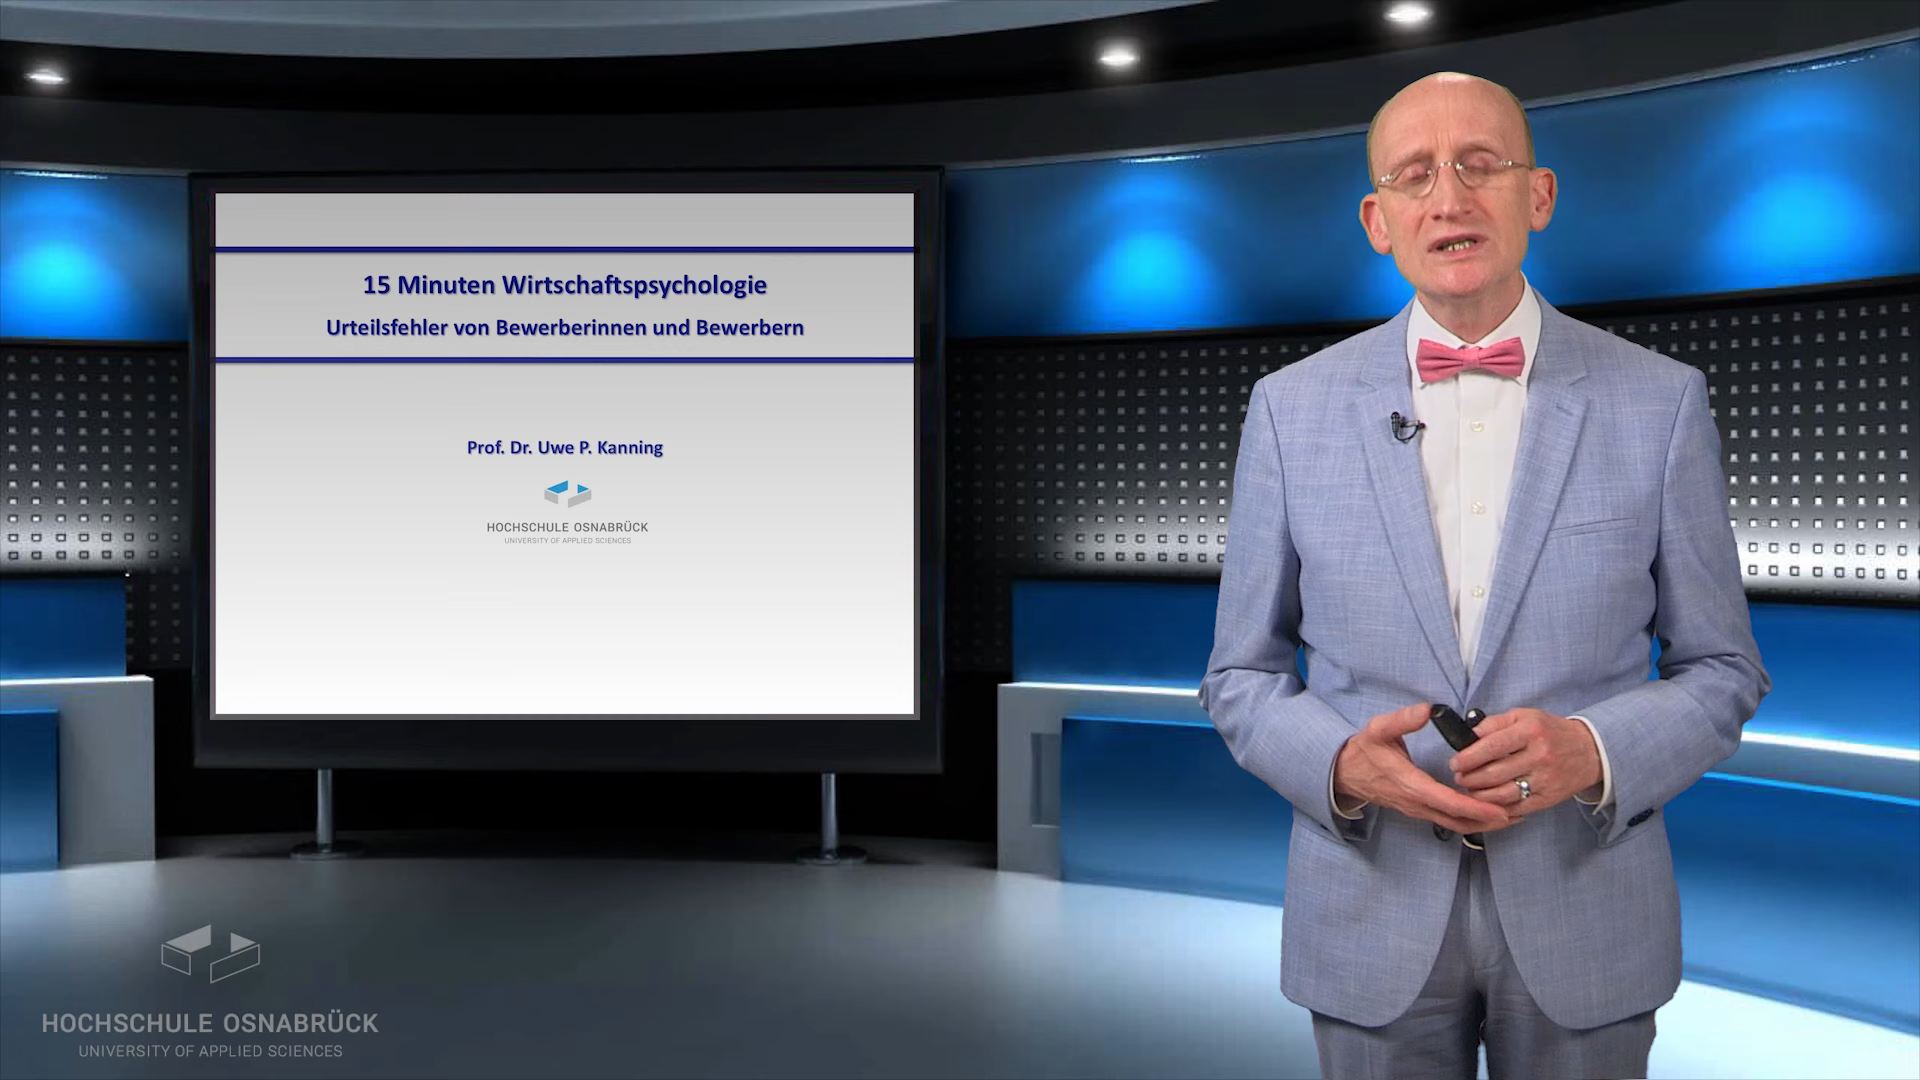 15 Minuten Wirtschaftspsychologie
Urteilsfehler von Bewerberinnen und Bewerbern
Prof. Dr. Uwe P. Kanning
HOCHSCHULE OSNABRÜCK
UNIVERSITY OF APPLIED SCIENCES
HOCHSCHULE OSNABRÜCK
UNIVERSITY OF APPLIED SCIENCES